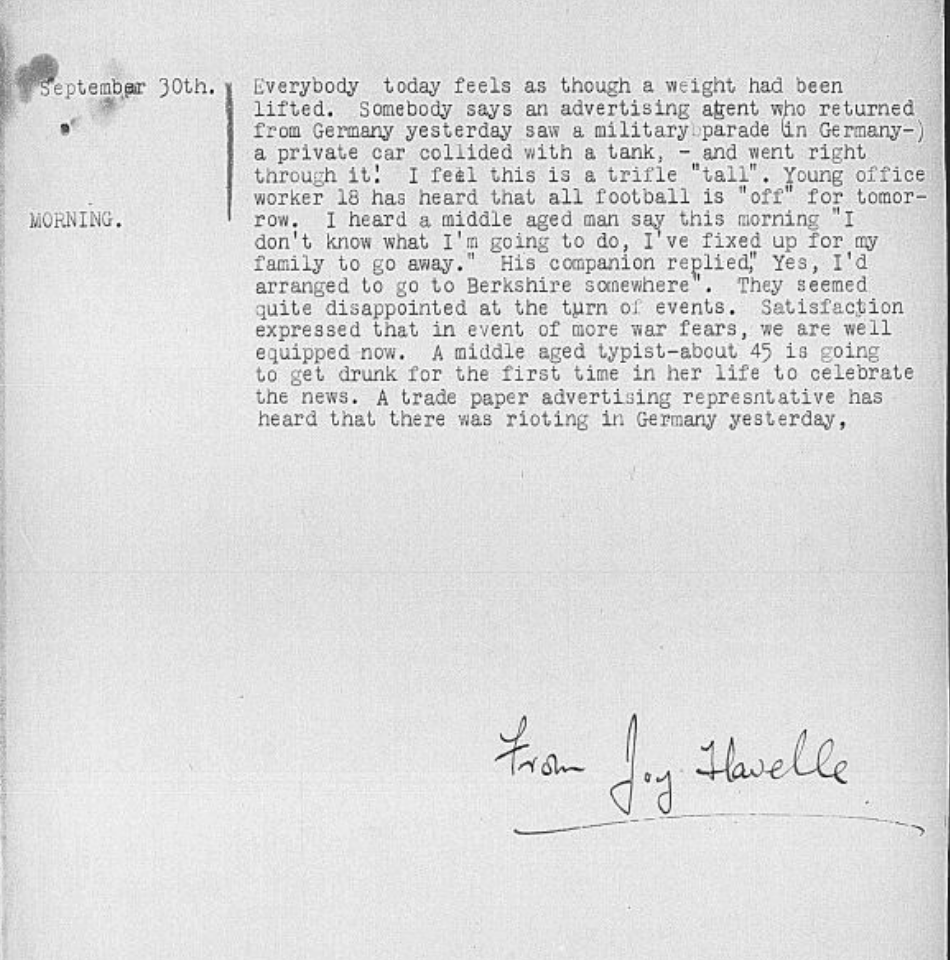 September 30th. Everybody today feels as though a weight had been
lifted. Somebody says an advertising agent who returned
from Germany yesterday saw a military parade (in Germany-)
a private car collided with a tank, - and went right
through it! I feel this is a trifle "tall". Young office
worker 18 has heard that all football is "off" for tomor-
MORNING. row. I heard a middle aged man say this morning "I
don't know what I'm going to do, I've fixed up for my
family to go away." His companion replied," Yes, I'd
arranged to go to Berkshire somewhere". They seemed
quite disappointed at the turn of events. Satisfaction
expressed that in event of more war fears, we are well
equipped now. A middle aged typist-about 45 is going
to get drunk for the first time in her life to celebrate
the news. A trade paper advertising represntative has
heard that there was rioting in Germany yesterday,
From Joy Flavelle